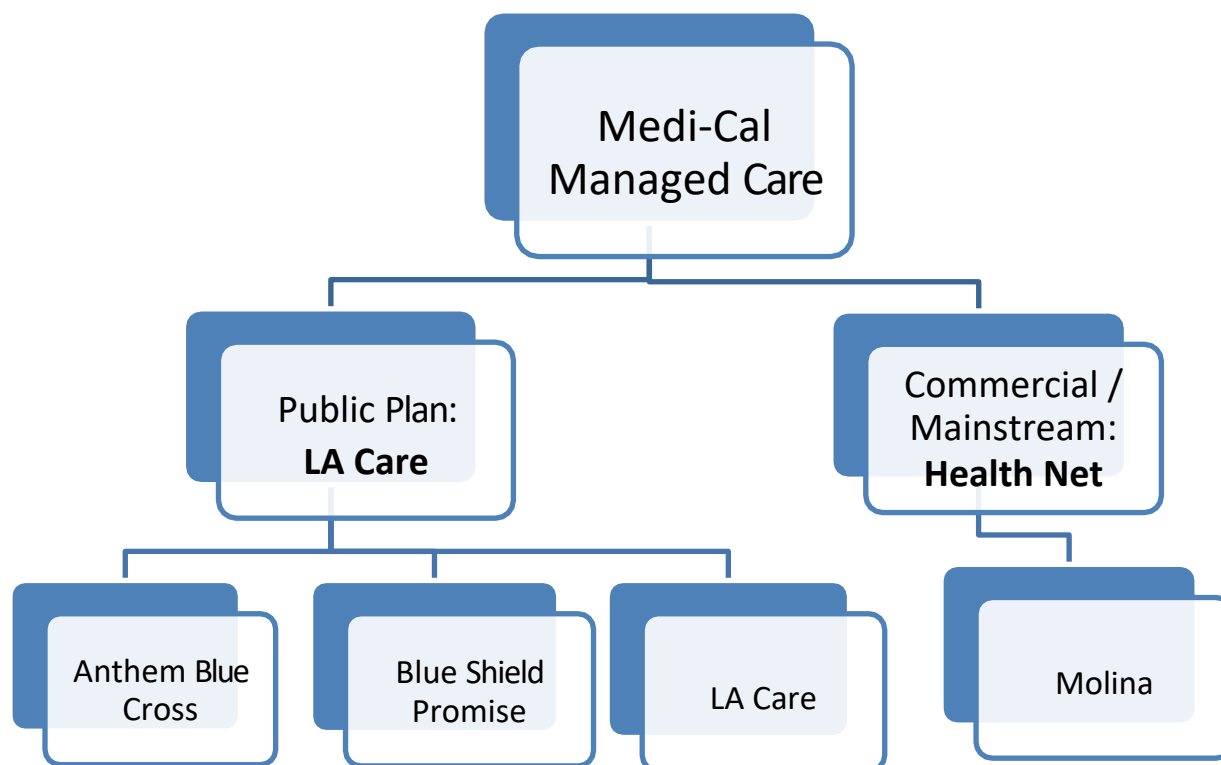 Medi-Cal
Managed Care
Public Plan:
LA Care
Commercial /
Mainstream:
Health Net
Anthem Blue
Cross
Blue Shield
Promise
LA Care
Molina